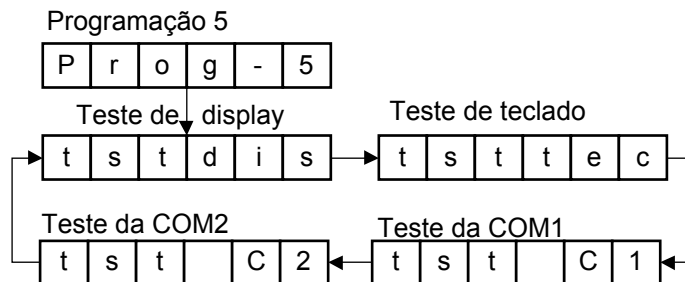 Programação 5
P r o g - 5
Teste de display
t s t d i s
Teste de teclado
t s t t e c
Teste da COM2
t s t C 2
Teste da COM1
t s t C 1